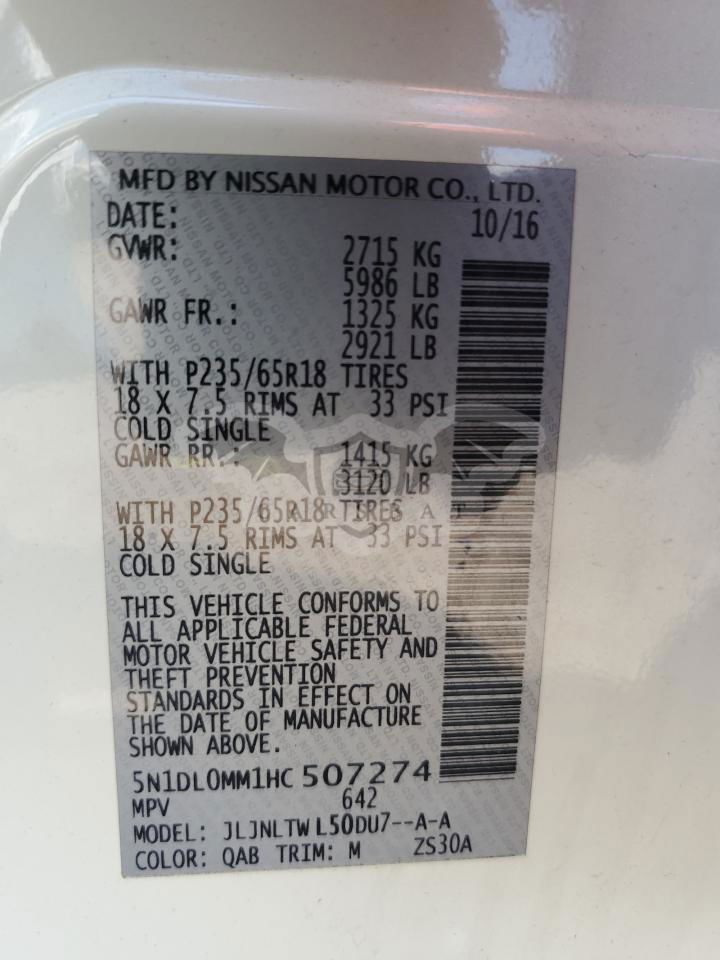 MFD BY NISSAN MOTOR CO., LTD.
DATE: 10/16
GVWR: 2715 KG
5986 LB
GAWR FR.: 1325 KG
2921 LB
WITH P235/65R18 TIRES
18 X 7.5 RIMS AT 33 PSI
COLD SINGLE
GAWR RR.: 1415 KG
3120 LB
WITH P235/65R18 TIRES
18 X 7.5 RIMS AT 33 PSI
COLD SINGLE
THIS VEHICLE CONFORMS TO
ALL APPLICABLE FEDERAL
MOTOR VEHICLE SAFETY AND
THEFT PREVENTION
STANDARDS IN EFFECT ON
THE DATE OF MANUFACTURE
SHOWN ABOVE.
5N1DL0MM1HC 507274
MPV 642
MODEL: JLJNLTWL50DU7--A-A
COLOR: QAB TRIM: M ZS30A